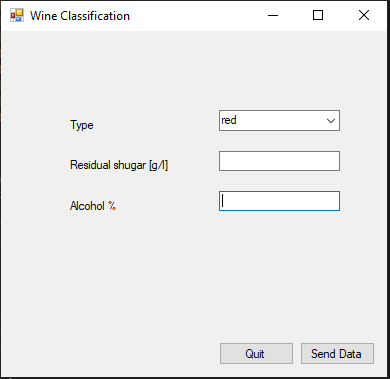 Wine Classification
Type
red
Residual shugar [g/l]
Alcohol %
Quit
Send Data